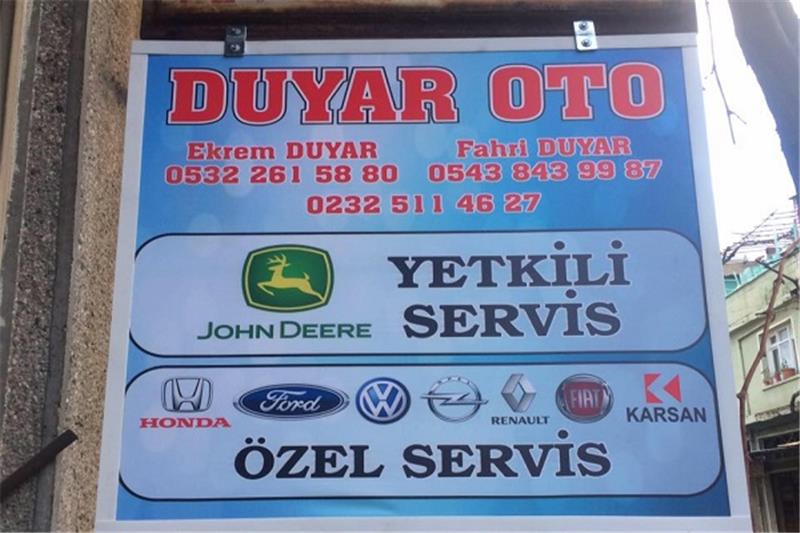 DUYAR OTO
Ekrem DUYAR Fahri DUYAR
0532 261 58 80 0543 843 99 87
0232 511 46 27
JOHN DEERE
YETKİLİ
SERVİS
HONDA Ford VW RENAULT FIAT KARSAN
ÖZEL SERVİS